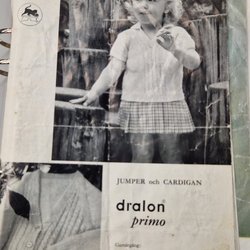 JUMPER och CARDIGAN
dralon®
primo
Garnåtgång: